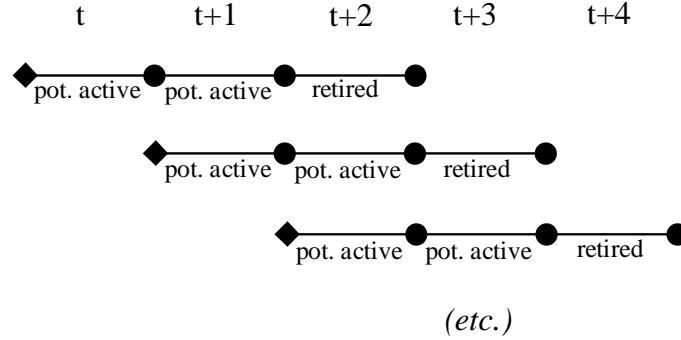 t t+1 t+2 t+3 t+4
pot. active pot. active retired
pot. active pot. active retired
pot. active pot. active retired
(etc.)